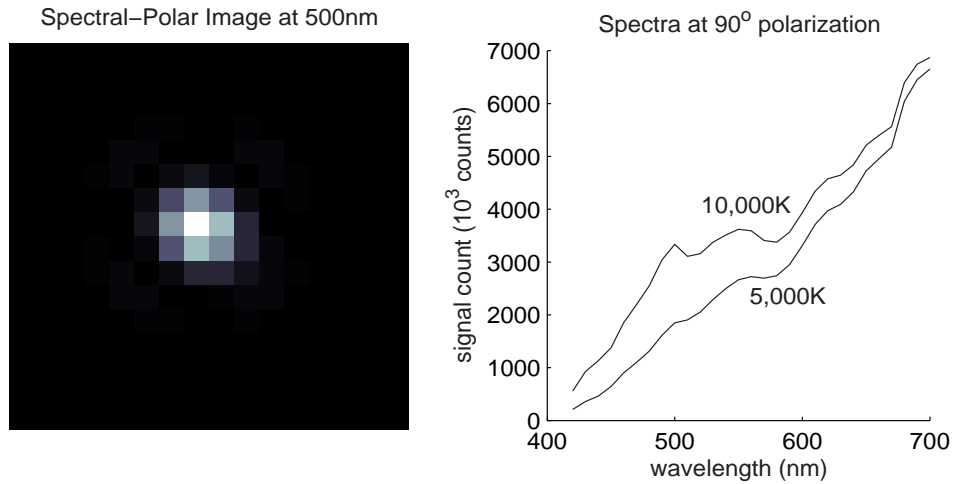 Spectral−Polar Image at 500nm
Spectra at 90° polarization
signal count (10³ counts)
7000
6000
5000
4000
3000
2000
1000
0
10,000K
5,000K
400 500 600 700
wavelength (nm)